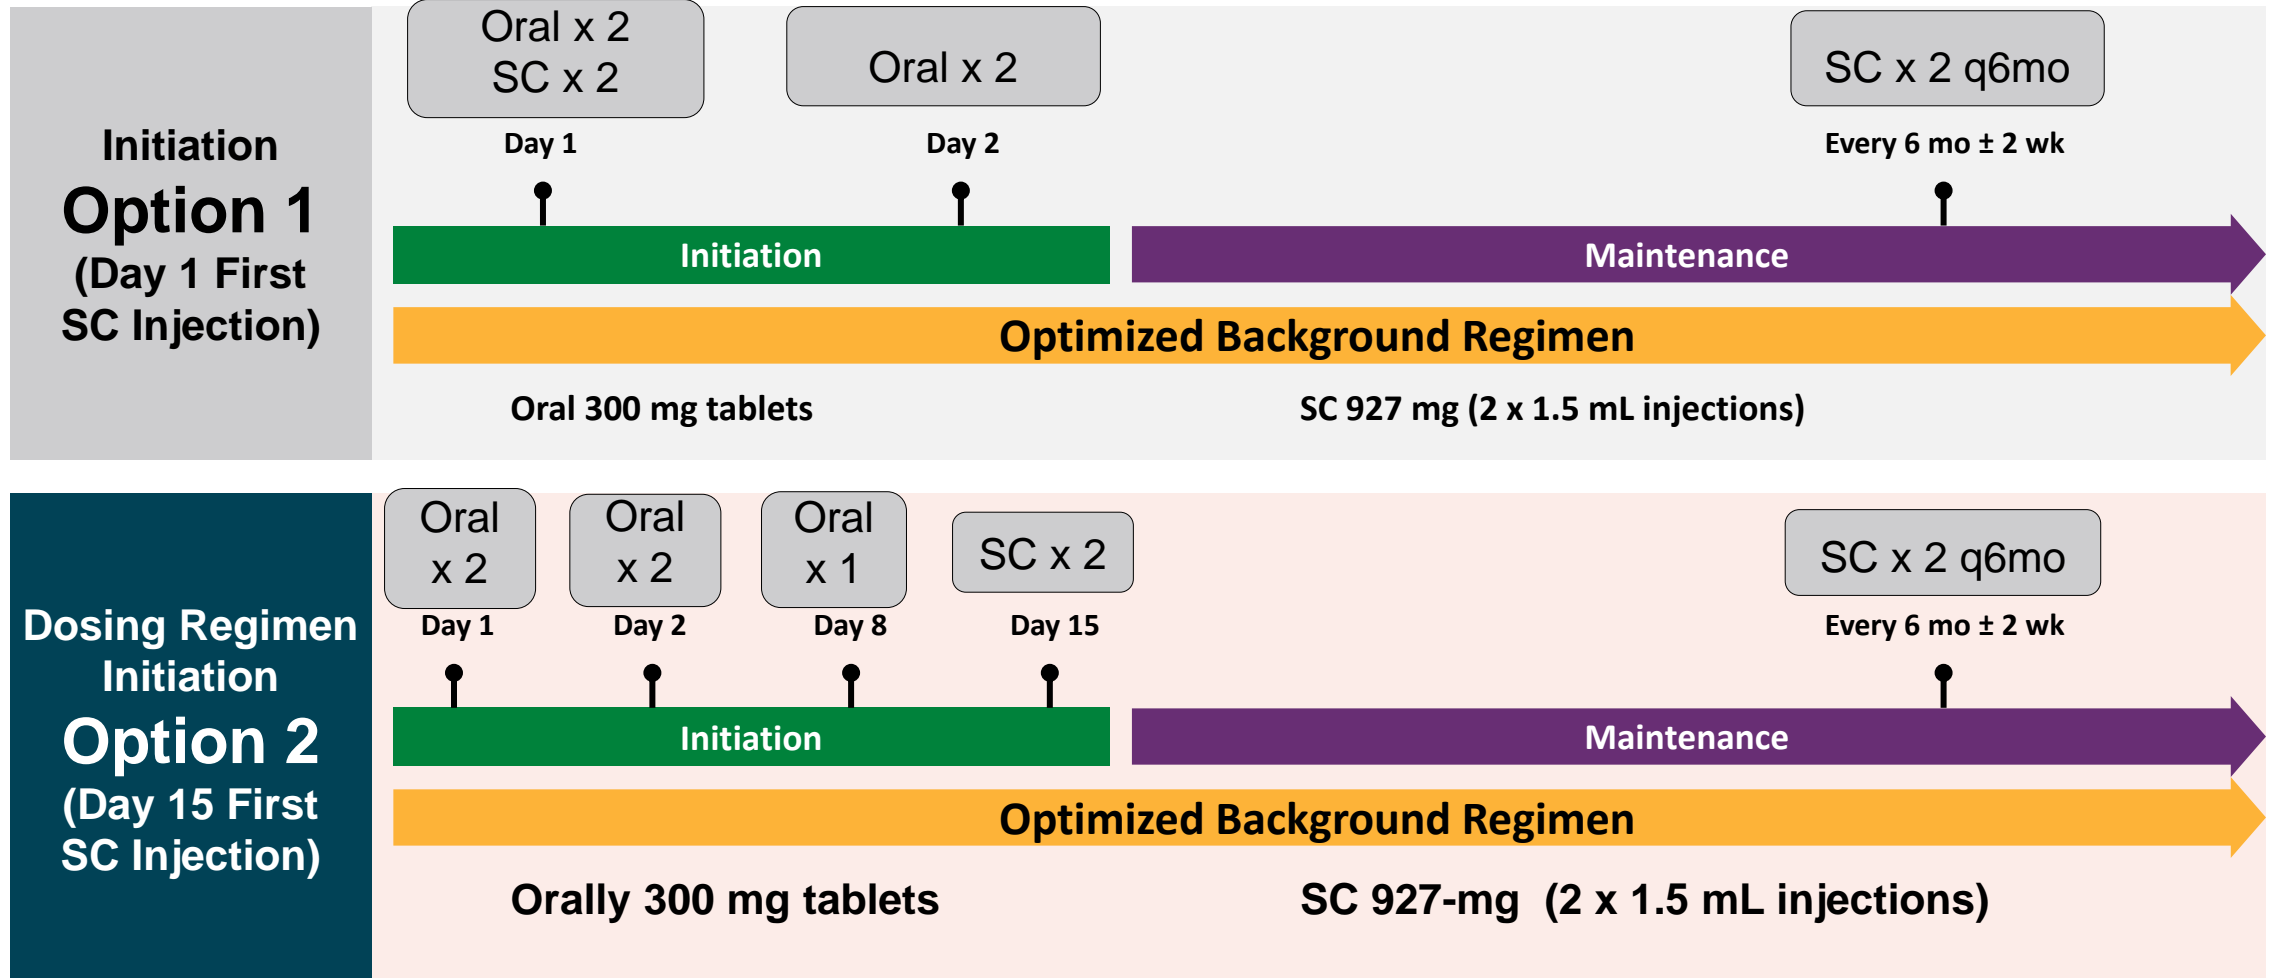 Initiation
Option 1
(Day 1 First
SC Injection)
Oral x 2
SC x 2
Oral x 2
SC x 2 q6mo
Day 1
Day 2
Every 6 mo ± 2 wk
Initiation
Maintenance
Optimized Background Regimen
Oral 300 mg tablets
SC 927 mg (2 x 1.5 mL injections)
Dosing Regimen
Initiation
Option 2
(Day 15 First
SC Injection)
Oral
x 2
Oral
x 2
Oral
x 1
SC x 2
SC x 2 q6mo
Day 1
Day 2
Day 8
Day 15
Every 6 mo ± 2 wk
Initiation
Maintenance
Optimized Background Regimen
Orally 300 mg tablets
SC 927-mg (2 x 1.5 mL injections)